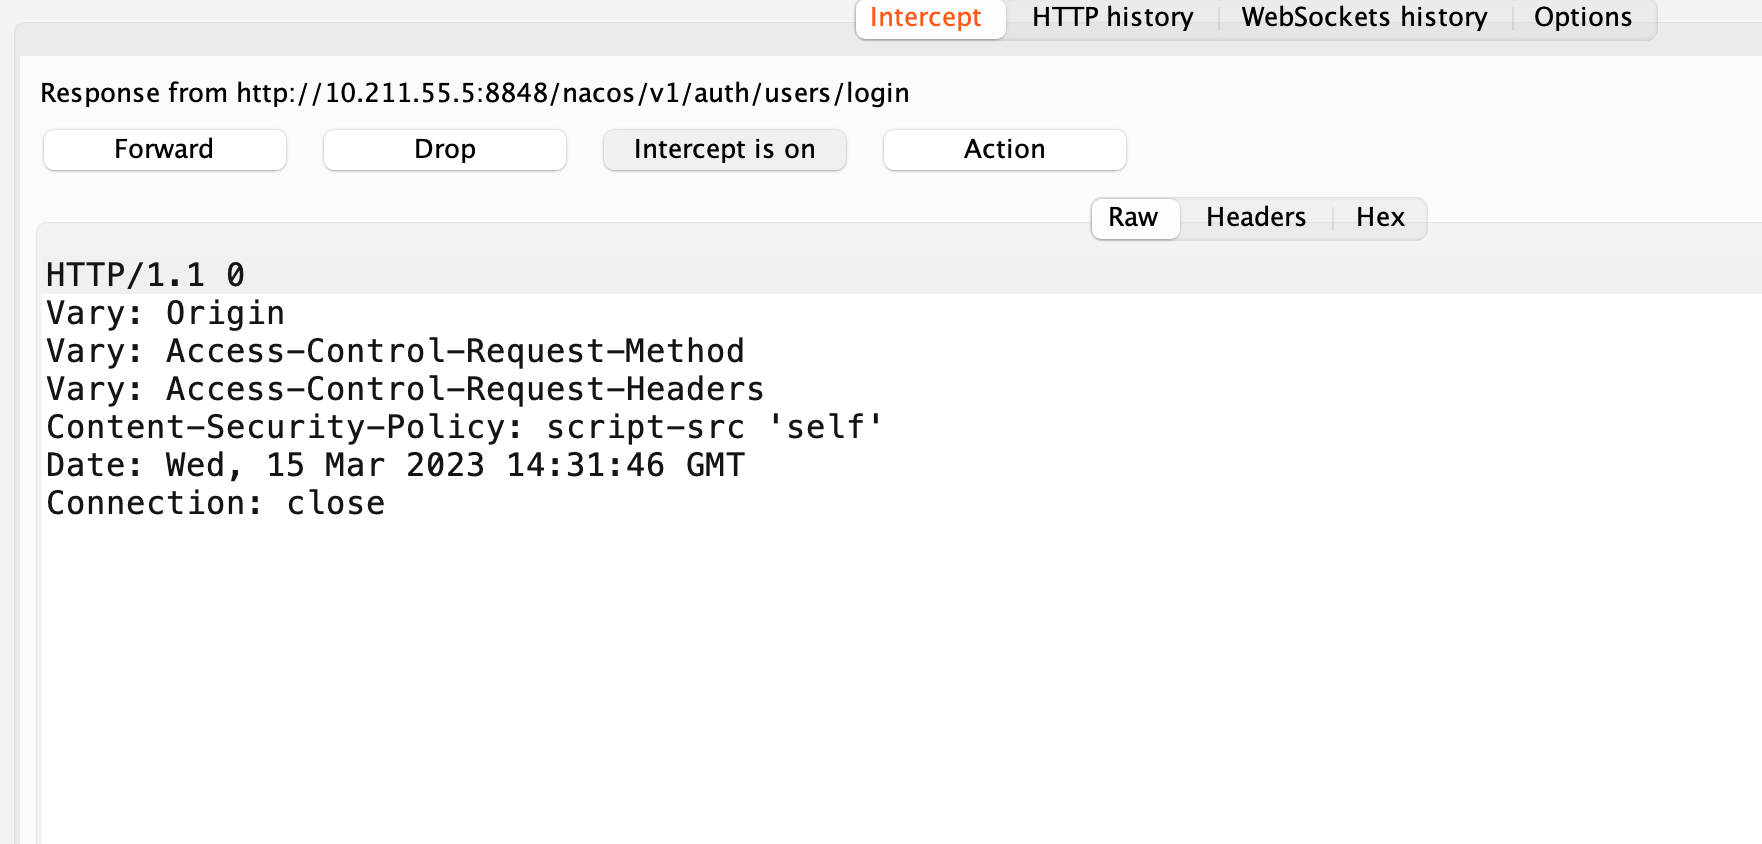 Intercept HTTP history WebSockets history Options
Response from http://10.211.55.5:8848/nacos/v1/auth/users/login
Forward Drop Intercept is on Action
Raw Headers Hex
HTTP/1.1 0
Vary: Origin
Vary: Access-Control-Request-Method
Vary: Access-Control-Request-Headers
Content-Security-Policy: script-src 'self'
Date: Wed, 15 Mar 2023 14:31:46 GMT
Connection: close